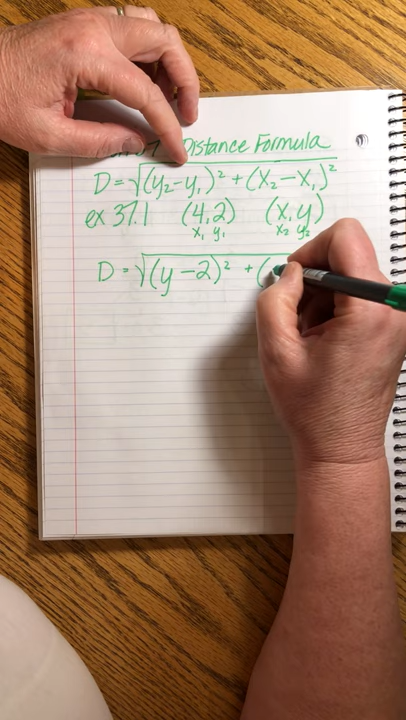 Distance Formula
D = √(y₂-y₁)² + (x₂-x₁)²
ex 37.1 (4,2) (x,y)
x₁ y₁ x₂ y₂
D = √(y-2)² + (